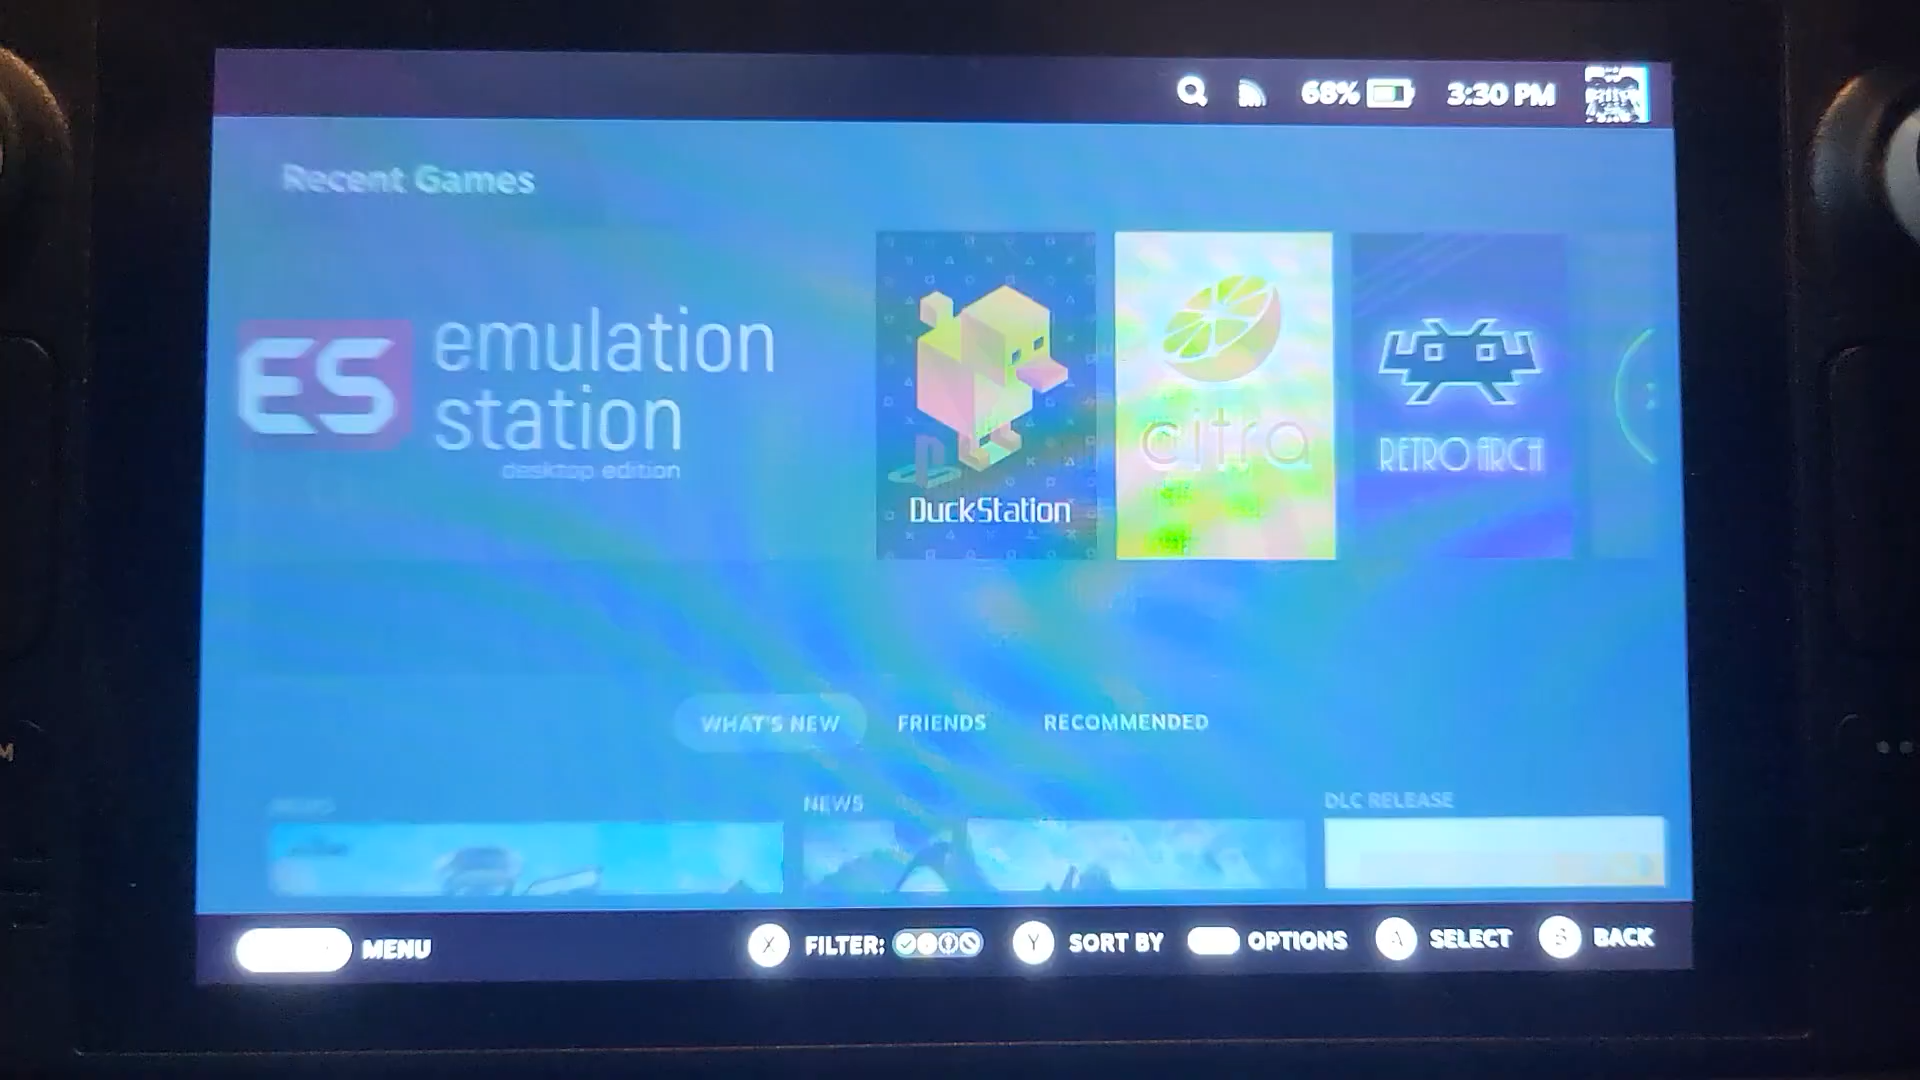 68% 3:30 PM
Recent Games
ES emulation
station
desktop edition
DuckStation
citra
RETRO ARCH
WHAT'S NEW FRIENDS RECOMMENDED
NEWS DLC RELEASE
MENU X FILTER: Y SORT BY OPTIONS A SELECT B BACK